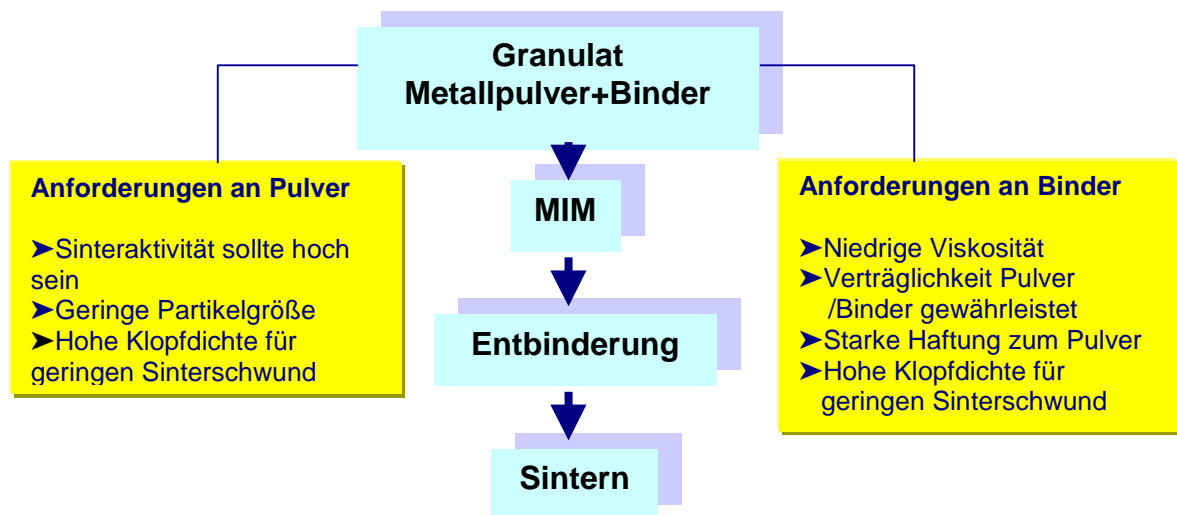 Granulat
Metallpulver+Binder
Anforderungen an Pulver
➤Sinteraktivität sollte hoch
sein
➤Geringe Partikelgröße
➤Hohe Klopfdichte für
geringen Sinterschwund
MIM
Entbinderung
Sintern
Anforderungen an Binder
➤Niedrige Viskosität
➤Verträglichkeit Pulver
/Binder gewährleistet
➤Starke Haftung zum Pulver
➤Hohe Klopfdichte für
geringen Sinterschwund